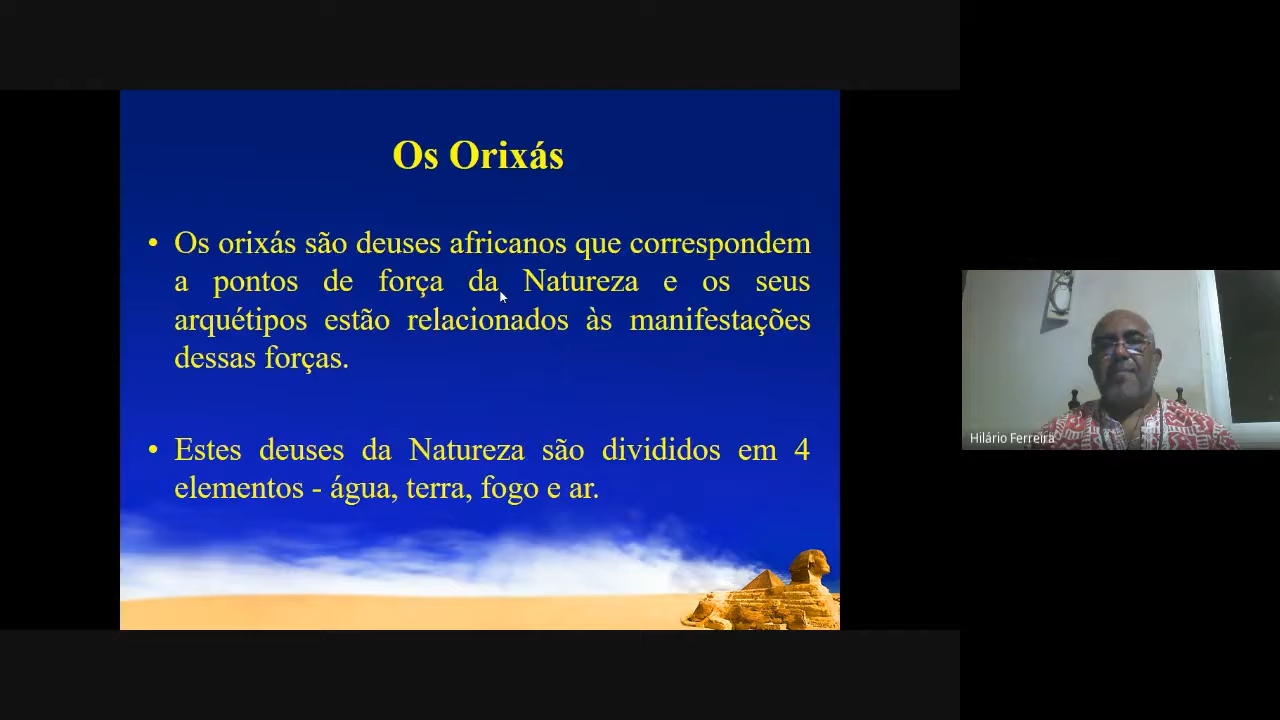 Os Orixás
• Os orixás são deuses africanos que correspondem
a pontos de força da Natureza e os seus
arquétipos estão relacionados às manifestações
dessas forças.
• Estes deuses da Natureza são divididos em 4
elementos - água, terra, fogo e ar.
Hilário Ferreira